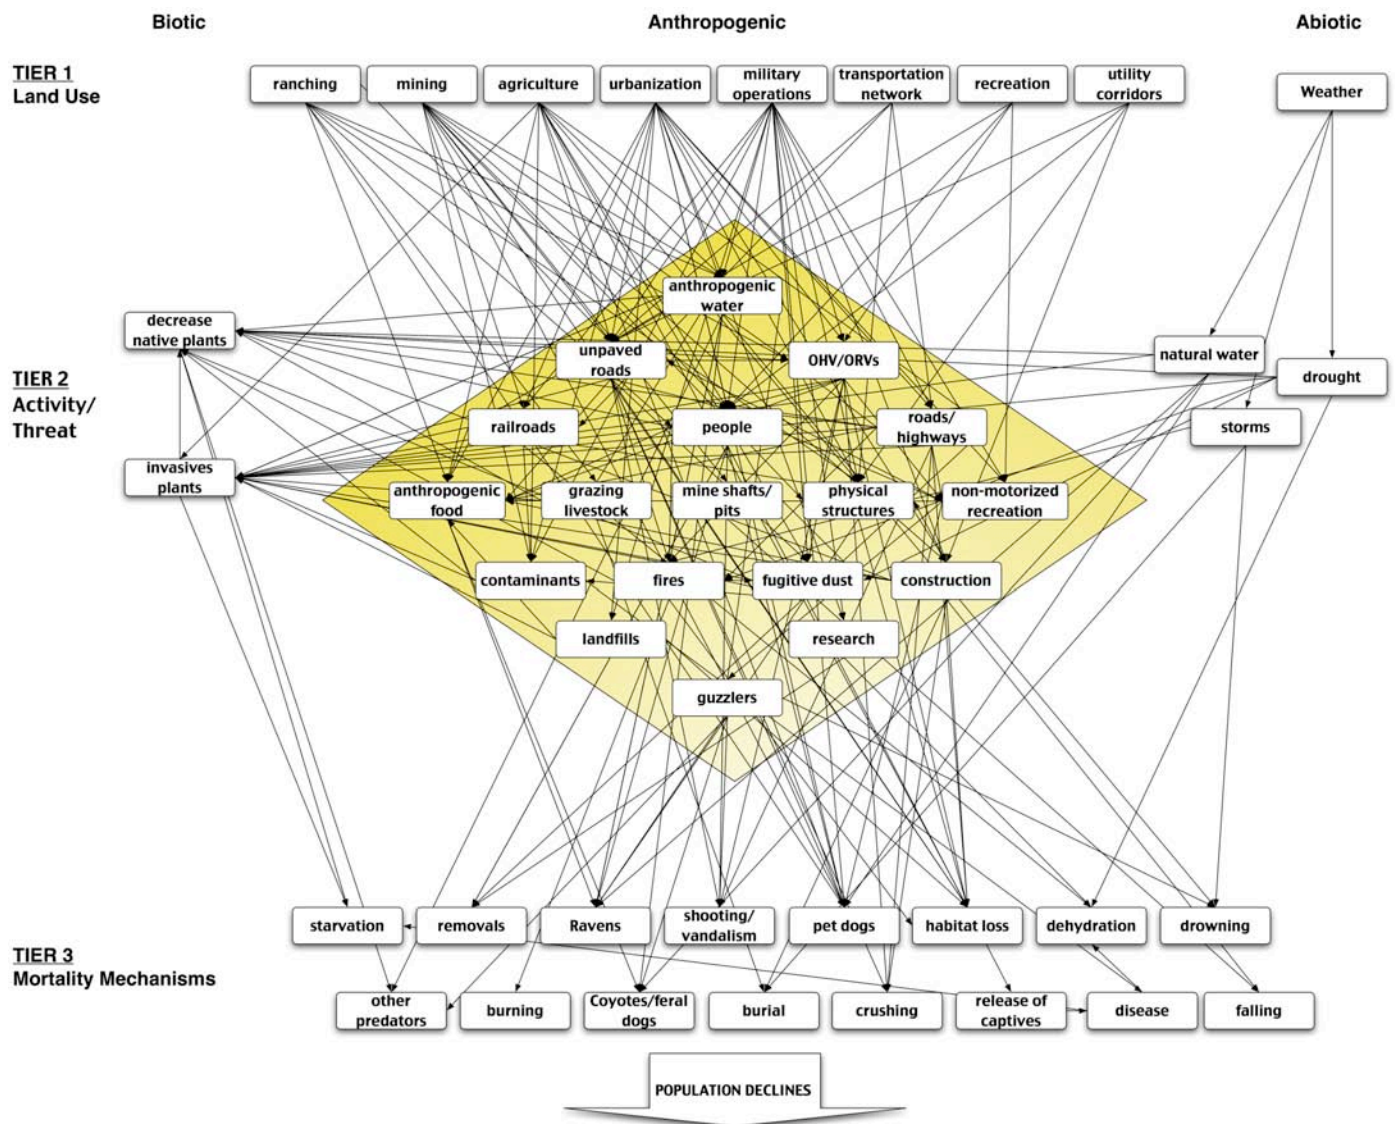 Biotic
Anthropogenic
Abiotic
TIER 1
Land Use
ranching
mining
agriculture
urbanization
military
operations
transportation
network
recreation
utility
corridors
Weather
TIER 2
Activity/
Threat
decrease
native plants
invasives
plants
anthropogenic
water
unpaved
roads
OHV/ORVs
railroads
people
roads/
highways
anthropogenic
food
grazing
livestock
mine shafts/
pits
physical
structures
non-motorized
recreation
contaminants
fires
fugitive dust
construction
landfills
research
guzzlers
natural water
drought
storms
TIER 3
Mortality Mechanisms
starvation
removals
Ravens
shooting/
vandalism
pet dogs
habitat loss
dehydration
drowning
other
predators
burning
Coyotes/feral
dogs
burial
crushing
release of
captives
disease
falling
POPULATION DECLINES